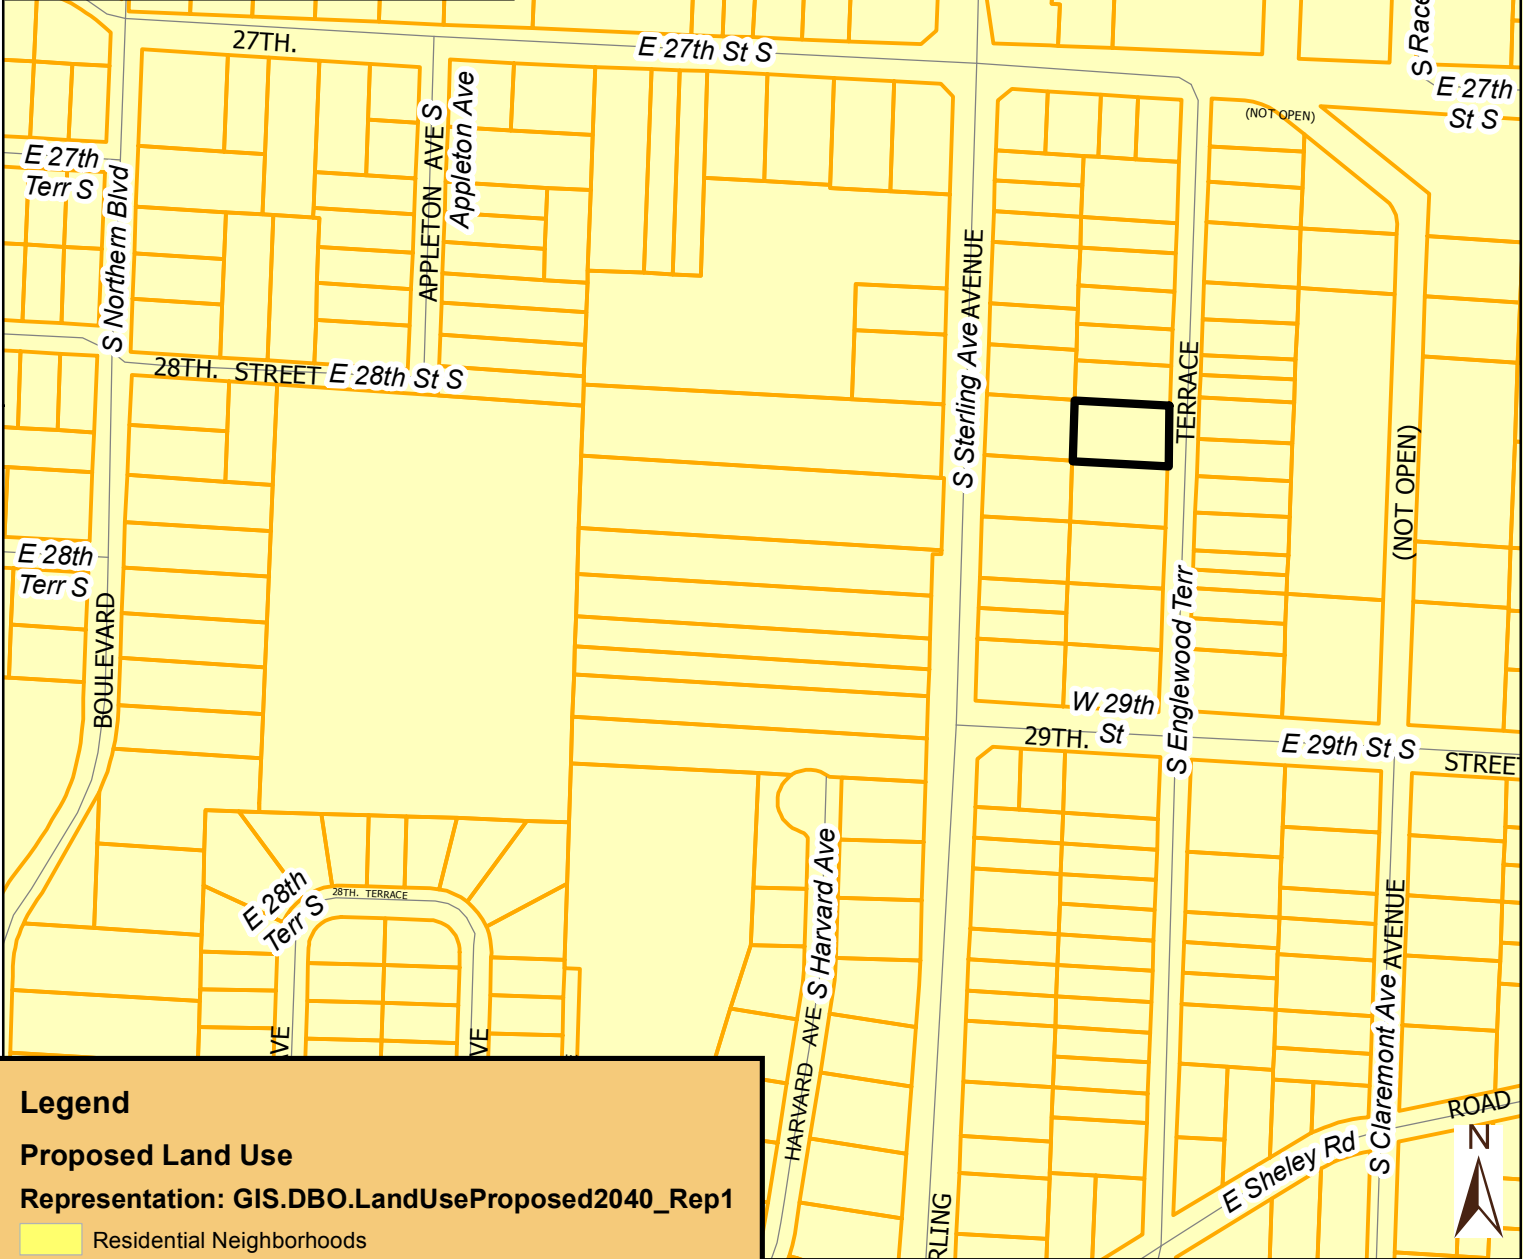 27TH.
E 27th St S
S Race
E 27th
St S
(NOT OPEN)
E 27th
Terr S
S Northern Blvd
APPLETON AVE S
Appleton Ave
S Sterling Ave AVENUE
TERRACE
28TH. STREET E 28th St S
(NOT OPEN)
E 28th
Terr S
BOULEVARD
S Englewood Terr
W 29th
St
29TH.
E 29th St S
STREET
28TH. TERRACE
E 28th
Terr S
S Harvard Ave
HARVARD AVE
S Claremont Ave AVENUE
VE
VE
E Sheley Rd
ROAD
RLING
N
Legend
Proposed Land Use
Representation: GIS.DBO.LandUseProposed2040_Rep1
Residential Neighborhoods